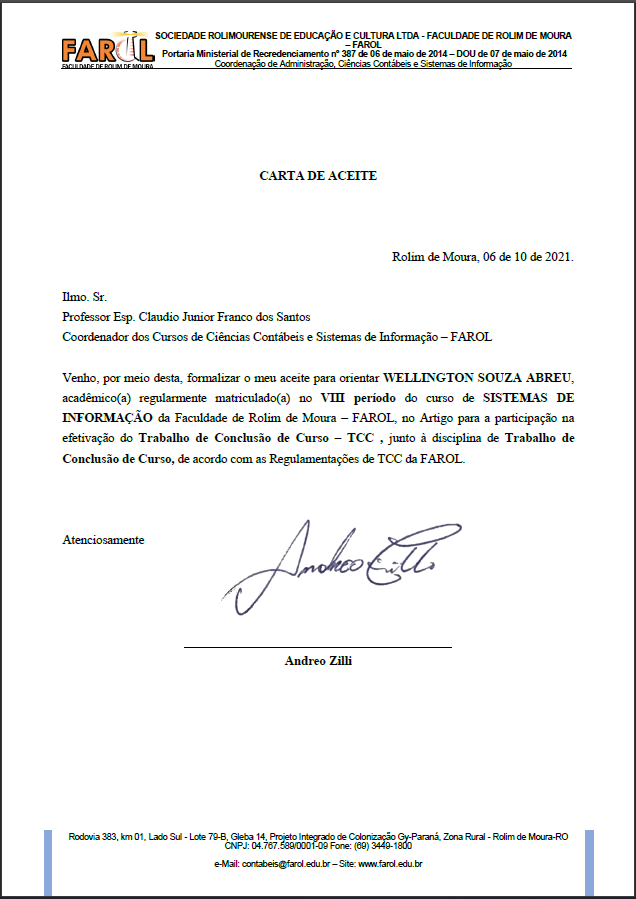 FAROL
FACULDADE DE ROLIM DE MOURA
SOCIEDADE ROLIMOURENSE DE EDUCAÇÃO E CULTURA LTDA - FACULDADE DE ROLIM DE MOURA
– FAROL
Portaria Ministerial de Recredenciamento nº 387 de 06 de maio de 2014 – DOU de 07 de maio de 2014
Coordenação de Administração, Ciências Contábeis e Sistemas de Informação
CARTA DE ACEITE
Rolim de Moura, 06 de 10 de 2021.
Ilmo. Sr.
Professor Esp. Claudio Junior Franco dos Santos
Coordenador dos Cursos de Ciências Contábeis e Sistemas de Informação – FAROL
Venho, por meio desta, formalizar o meu aceite para orientar WELLINGTON SOUZA ABREU,
acadêmico(a) regularmente matriculado(a) no VIII período do curso de SISTEMAS DE
INFORMAÇÃO da Faculdade de Rolim de Moura – FAROL, no Artigo para a participação na
efetivação do Trabalho de Conclusão de Curso – TCC , junto à disciplina de Trabalho de
Conclusão de Curso, de acordo com as Regulamentações de TCC da FAROL.
Atenciosamente
Andreo Zilli
Andreo Zilli
Rodovia 383, km 01, Lado Sul - Lote 79-B, Gleba 14, Projeto Integrado de Colonização Gy-Paraná, Zona Rural - Rolim de Moura-RO
CNPJ: 04.767.589/0001-09 Fone: (69) 3449-1800
e-Mail: contabeis@farol.edu.br – Site: www.farol.edu.br